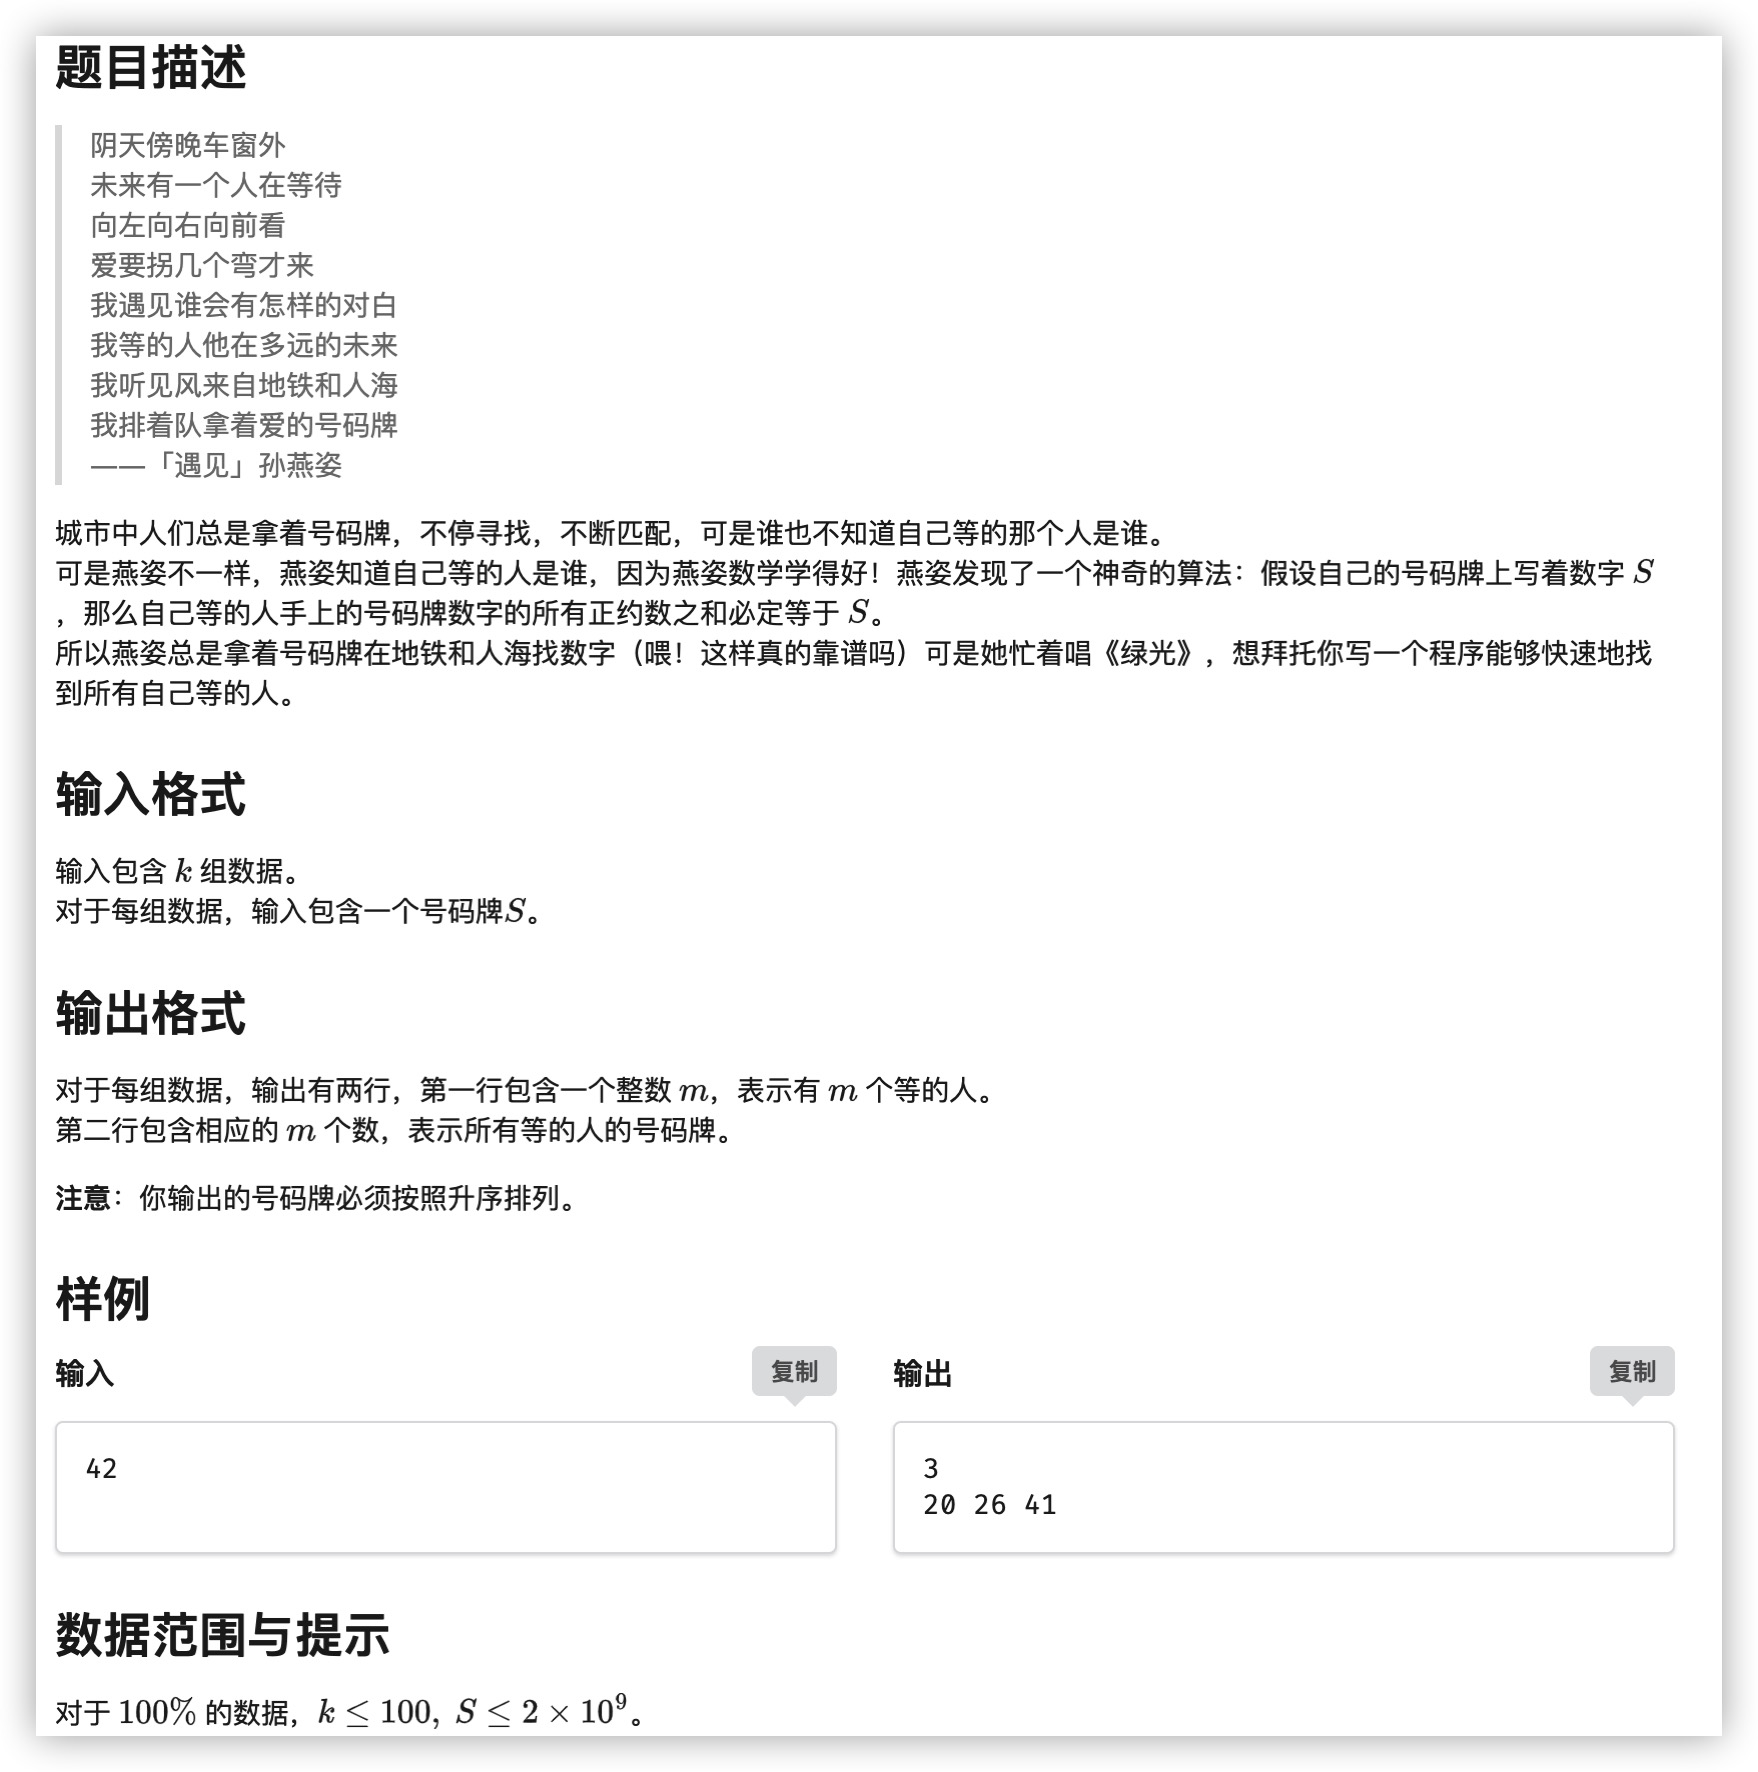 题目描述
阴天傍晚车窗外
未来有一个人在等待
向左向右向前看
爱要拐几个弯才来
我遇见谁会有怎样的对白
我等的人他在多远的未来
我听见风来自地铁和人海
我排着队拿着爱的号码牌
——「遇见」孙燕姿
城市中人们总是拿着号码牌，不停寻找，不断匹配，可是谁也不知道自己等的那个人是谁。
可是燕姿不一样，燕姿知道自己等的人是谁，因为燕姿数学学得好！燕姿发现了一个神奇的算法：假设自己的号码牌上写着数字 S
，那么自己等的人手上的号码牌数字的所有正约数之和必定等于 S。
所以燕姿总是拿着号码牌在地铁和人海找数字（喂！这样真的靠谱吗）可是她忙着唱《绿光》，想拜托你写一个程序能够快速地找
到所有自己等的人。
输入格式
输入包含 k 组数据。
对于每组数据，输入包含一个号码牌S。
输出格式
对于每组数据，输出有两行，第一行包含一个整数 m，表示有 m 个等的人。
第二行包含相应的 m 个数，表示所有等的人的号码牌。
注意：你输出的号码牌必须按照升序排列。
样例
输入 复制
42
输出 复制
3
20 26 41
数据范围与提示
对于 100% 的数据，k ≤ 100, S ≤ 2 × 10⁹。